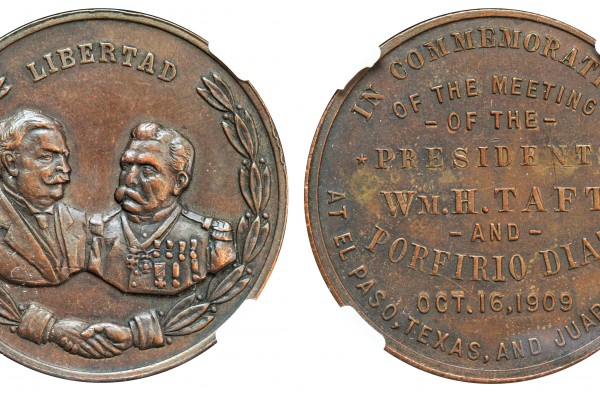 LIBERTAD
IN COMMEMORATI
OF THE MEETING
- OF THE -
PRESIDENT
WM. H. TAFT
- AND -
PORFIRIO DIA
OCT. 16, 1909
AT EL PASO, TEXAS, AND JUAR